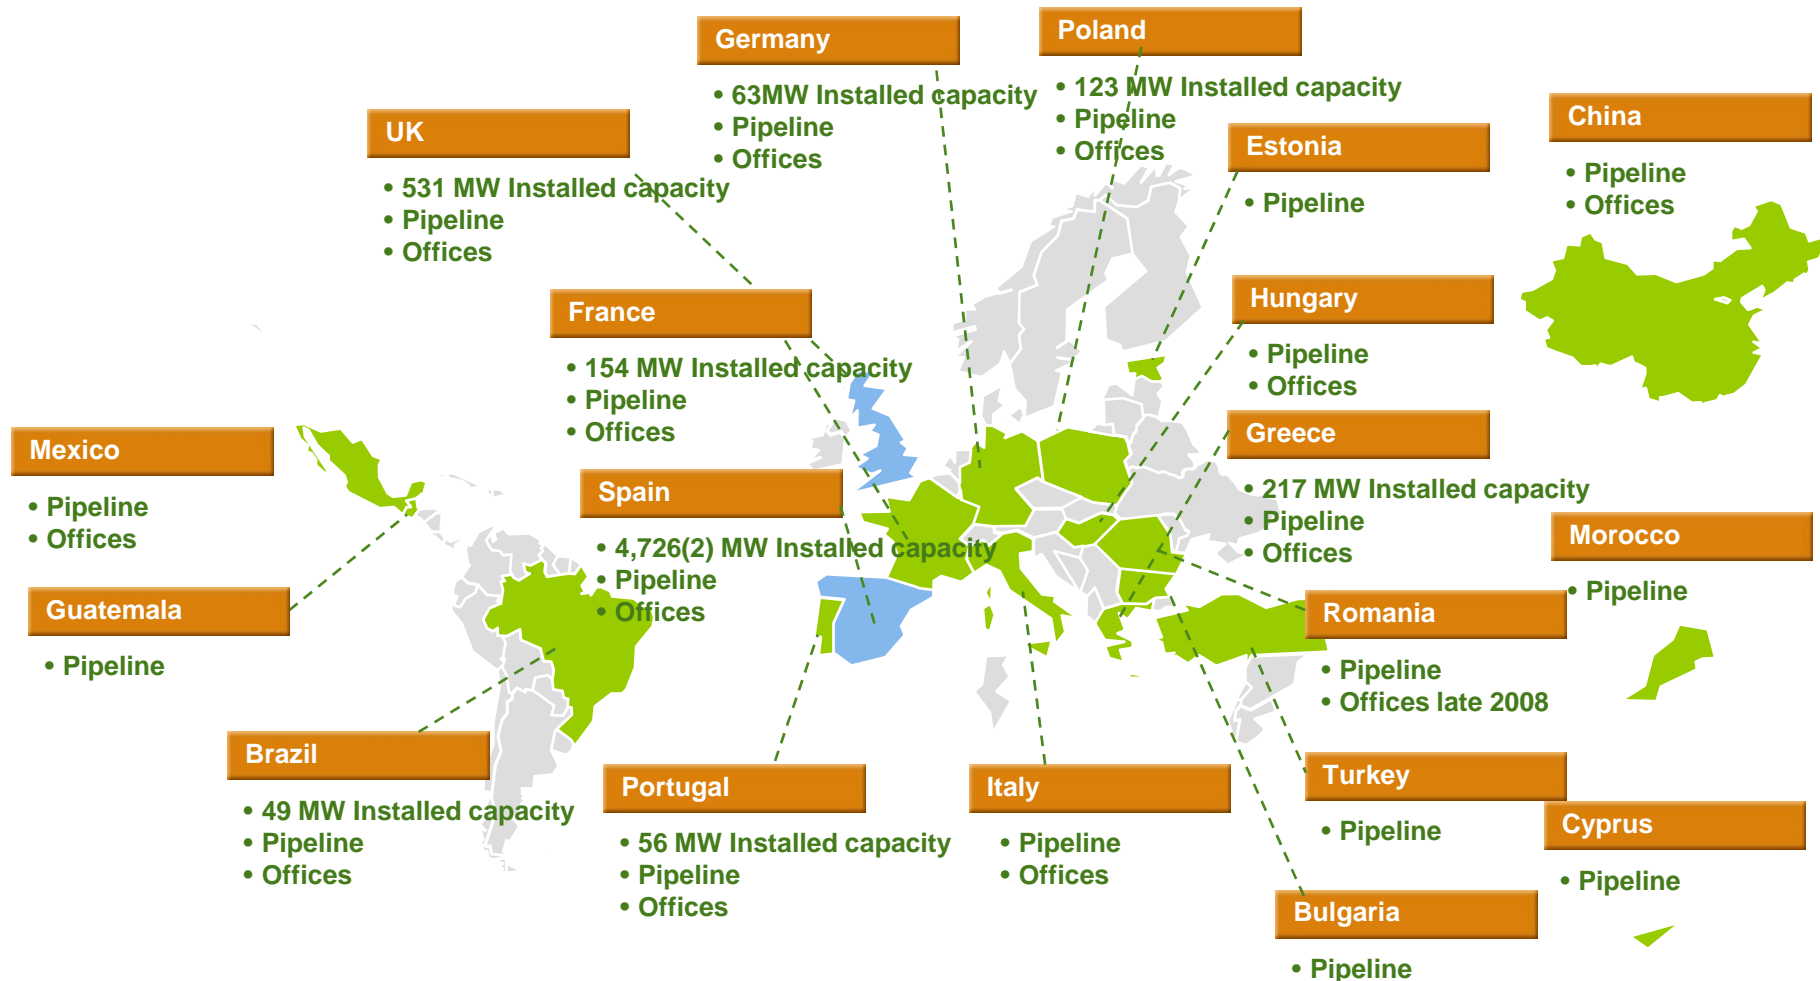 Germany
• 63MW Installed capacity
• Pipeline
• Offices
Poland
• 123 MW Installed capacity
• Pipeline
• Offices
UK
• 531 MW Installed capacity
• Pipeline
• Offices
Estonia
• Pipeline
China
• Pipeline
• Offices
France
• 154 MW Installed capacity
• Pipeline
• Offices
Hungary
• Pipeline
• Offices
Mexico
• Pipeline
• Offices
Spain
• 4,726(2) MW Installed capacity
• Pipeline
• Offices
Greece
• 217 MW Installed capacity
• Pipeline
• Offices
Morocco
• Pipeline
Guatemala
• Pipeline
Romania
• Pipeline
• Offices late 2008
Brazil
• 49 MW Installed capacity
• Pipeline
• Offices
Portugal
• 56 MW Installed capacity
• Pipeline
• Offices
Italy
• Pipeline
• Offices
Turkey
• Pipeline
Cyprus
• Pipeline
Bulgaria
• Pipeline